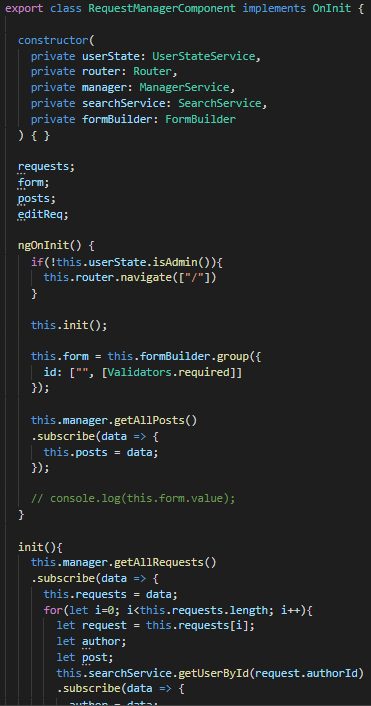 export class RequestManagerComponent implements OnInit {
constructor(
private userState: UserStateService,
private router: Router,
private manager: ManagerService,
private searchService: SearchService,
private formBuilder: FormBuilder
) { }
requests;
form;
posts;
editReq;
ngOnInit() {
if(!this.userState.isAdmin()){
this.router.navigate(["/"])
}
this.init();
this.form = this.formBuilder.group({
id: ["", [Validators.required]]
});
this.manager.getAllPosts()
.subscribe(data => {
this.posts = data;
});
// console.log(this.form.value);
}
init(){
this.manager.getAllRequests()
.subscribe(data => {
this.requests = data;
for(let i=0; i<this.requests.length; i++){
let request = this.requests[i];
let author;
let post;
this.searchService.getUserById(request.authorId)
.subscribe(data => {
author = data;